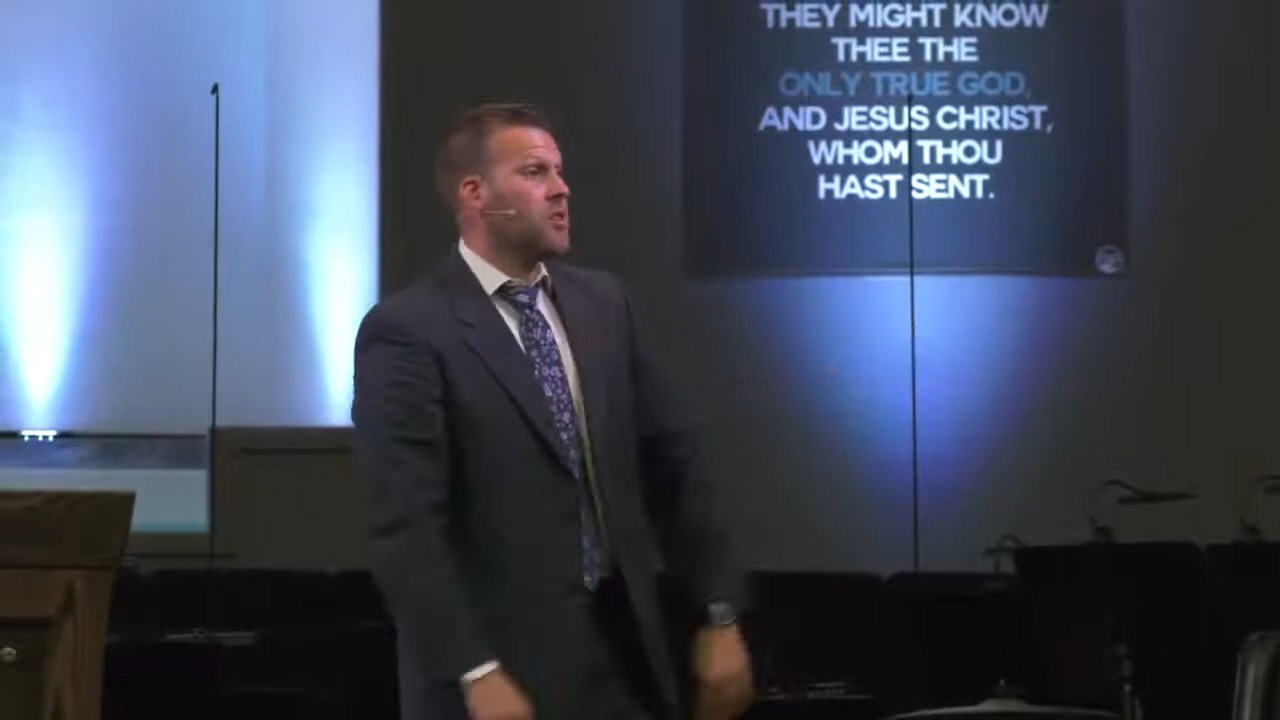 THEY MIGHT KNOW
THEE THE
ONLY TRUE GOD,
AND JESUS CHRIST,
WHOM THOU
HAST SENT.